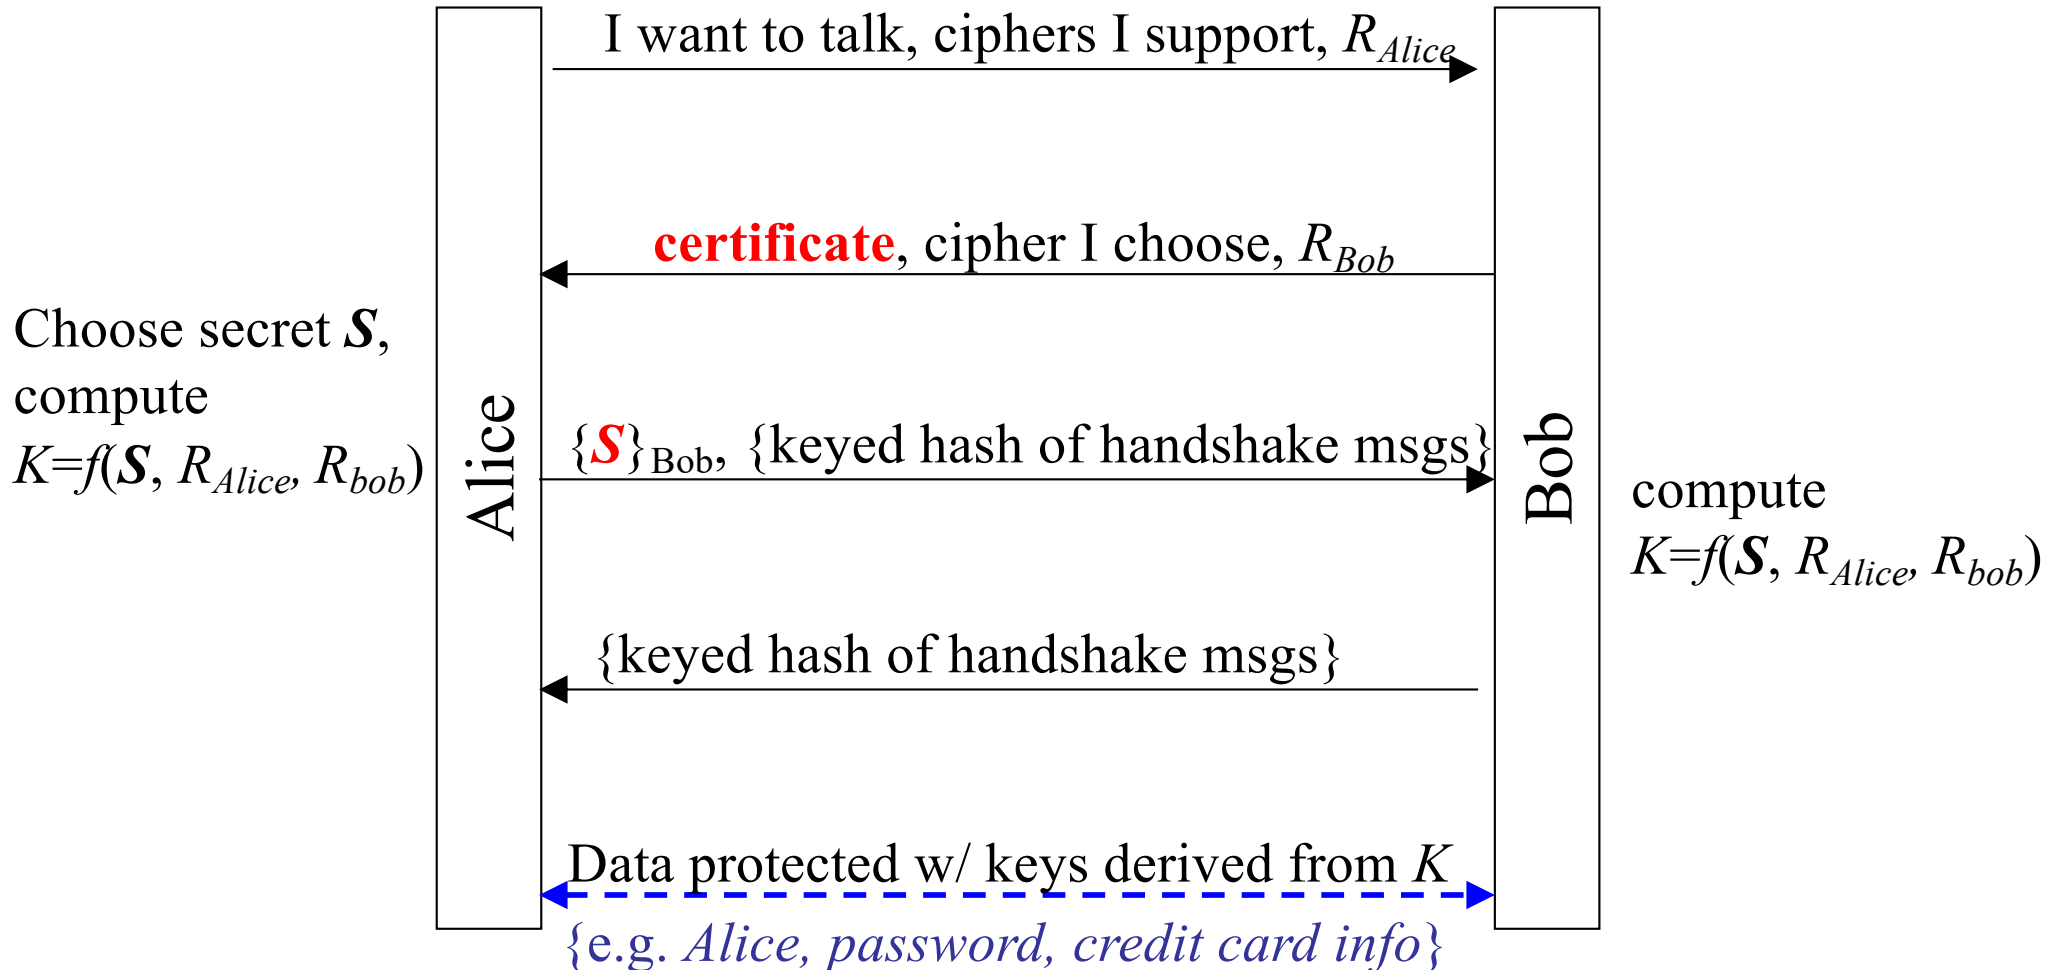 I want to talk, ciphers I support, R_Alice
certificate, cipher I choose, R_Bob
Choose secret S,
compute
K=f(S, R_Alice, R_bob)
Alice
{S}_Bob, {keyed hash of handshake msgs}
Bob
compute
K=f(S, R_Alice, R_bob)
{keyed hash of handshake msgs}
Data protected w/ keys derived from K
{e.g. Alice, password, credit card info}